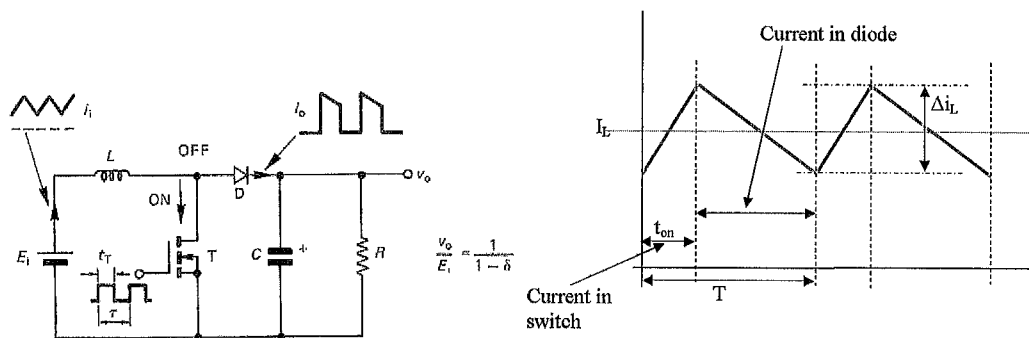 i_i
L
OFF
i_o
D
v_o
ON
E_i
t_T
τ
T
C
+
R
v_o / E_i = 1 / (1 − δ)
Current in diode
I_L
Δi_L
t_on
T
Current in
switch